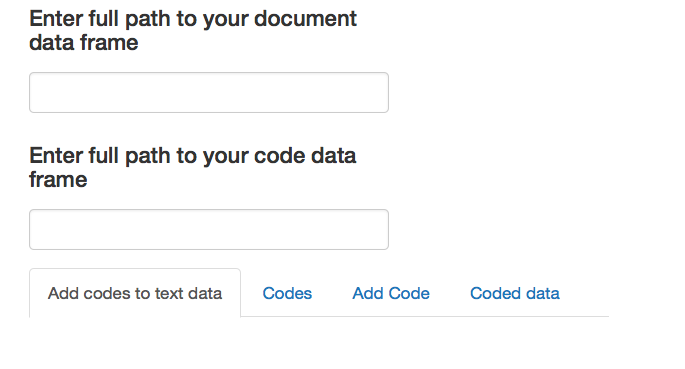 Enter full path to your document
data frame
Enter full path to your code data
frame
Add codes to text data Codes Add Code Coded data